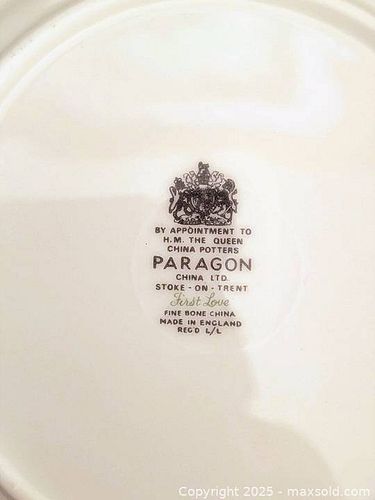 BY APPOINTMENT TO
H.M. THE QUEEN
CHINA POTTERS
PARAGON
CHINA LTD.
STOKE-ON-TRENT
First Love
FINE BONE CHINA
MADE IN ENGLAND
REGD L/L
Copyright 2025 - maxsold.com